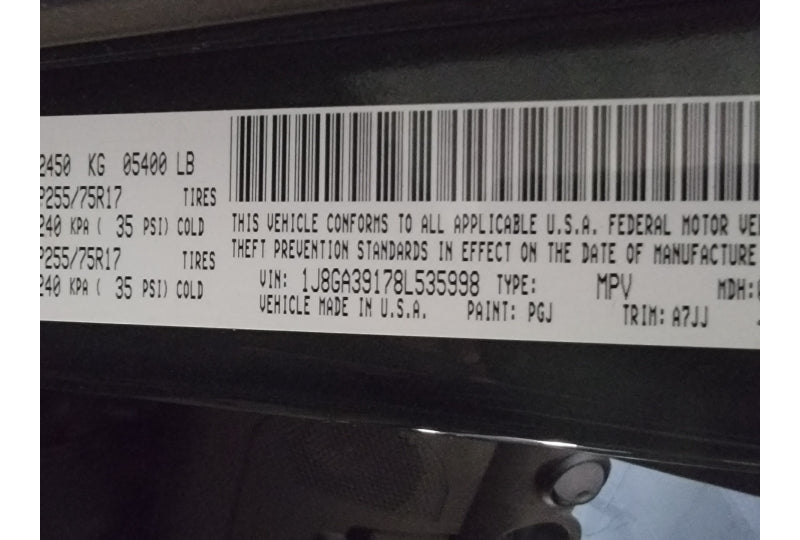 2450 KG 05400 LB
P255/75R17 TIRES
240 KPA ( 35 PSI) COLD
P255/75R17 TIRES
240 KPA ( 35 PSI) COLD
THIS VEHICLE CONFORMS TO ALL APPLICABLE U.S.A. FEDERAL MOTOR
THEFT PREVENTION STANDARDS IN EFFECT ON THE DATE OF MANUFACTURE
VIN: 1J8GA39178L535998 TYPE: MPV MDH:
VEHICLE MADE IN U.S.A. PAINT: PGJ TRIM: A7JJ